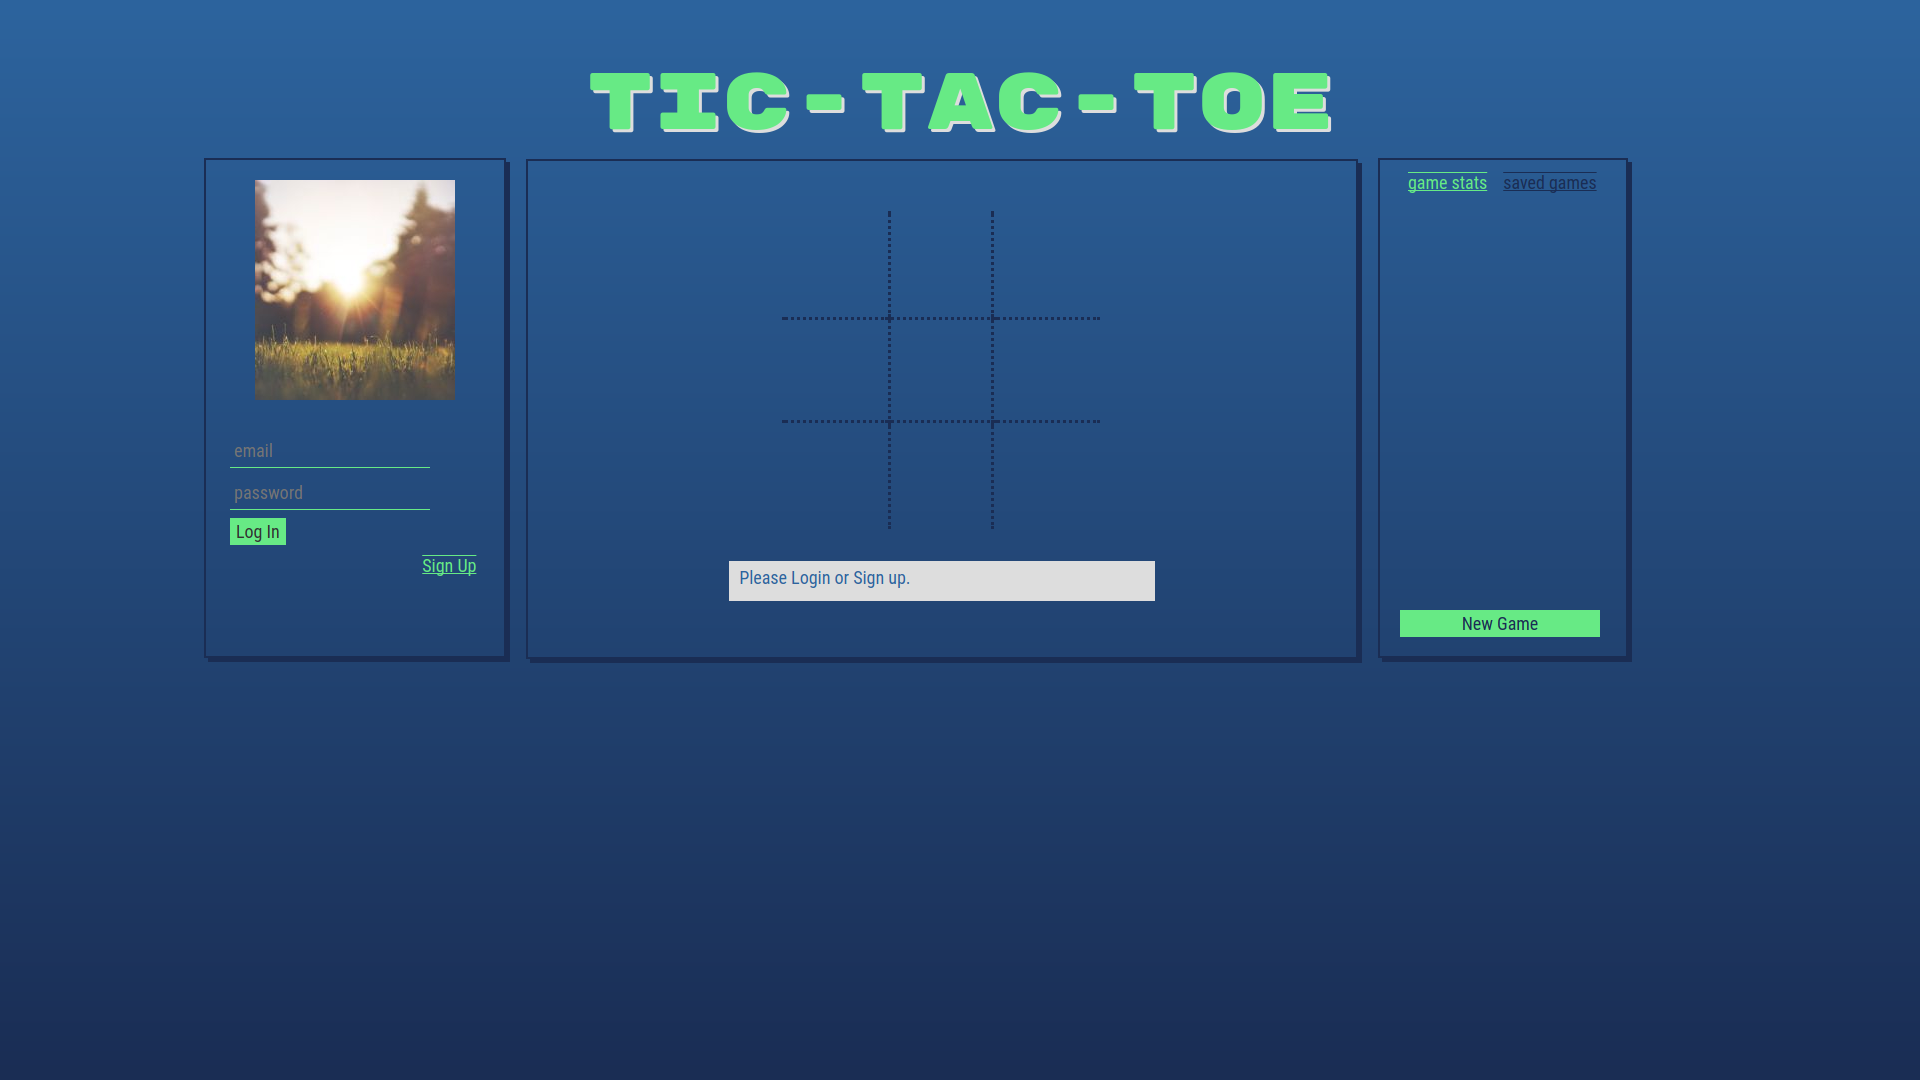 TIC-TAC-TOE
email
password
Log In
Sign Up
Please Login or Sign up.
game stats saved games
New Game